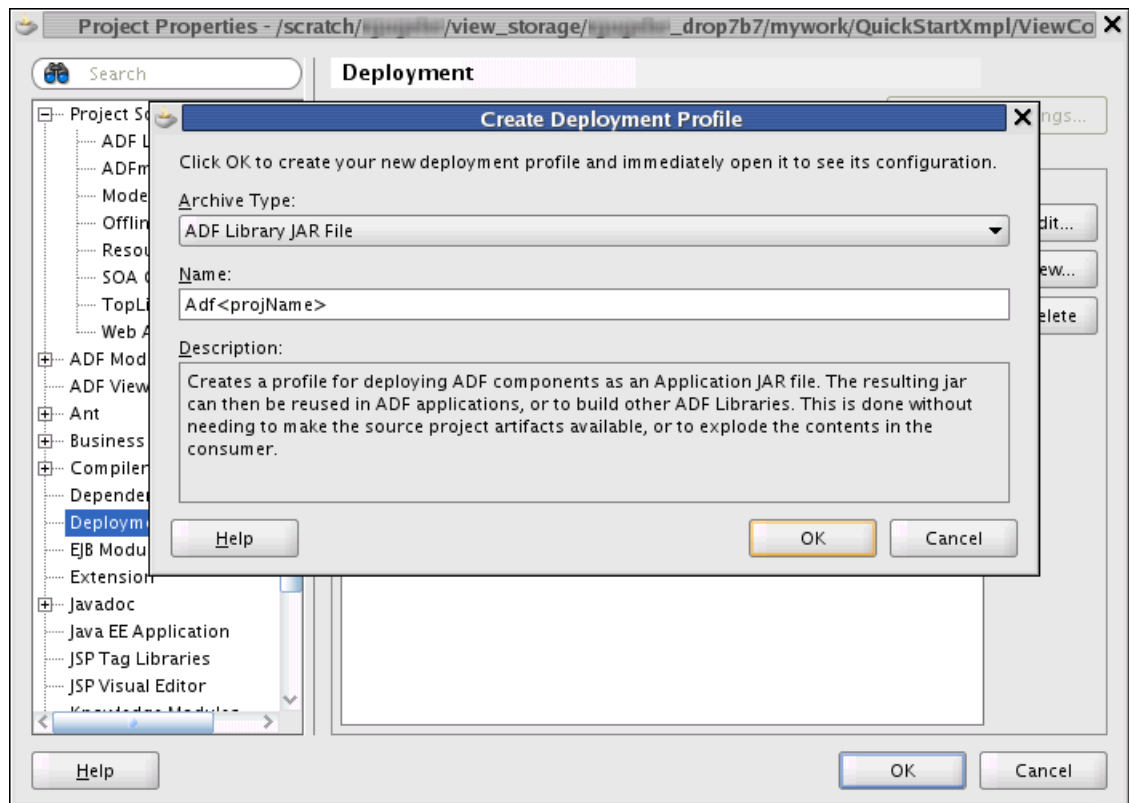 Project Properties - /scratch/ /view_storage/ _drop7b7/mywork/QuickStartXmpl/ViewCo
Search
Deployment
Project Sc
ADF L
ADFm
Mode
Offlin
Resou
SOA
TopLi
Web A
ADF Mod
ADF View
Ant
Business
Compiler
Depender
Deploym
EJB Modu
Extension
Javadoc
Java EE Application
JSP Tag Libraries
JSP Visual Editor
ngs...
dit...
ew...
elete
Create Deployment Profile
Click OK to create your new deployment profile and immediately open it to see its configuration.
Archive Type:
ADF Library JAR File
Name:
Adf<projName>
Description:
Creates a profile for deploying ADF components as an Application JAR file. The resulting jar
can then be reused in ADF applications, or to build other ADF Libraries. This is done without
needing to make the source project artifacts available, or to explode the contents in the
consumer.
Help
OK
Cancel
Help
OK
Cancel